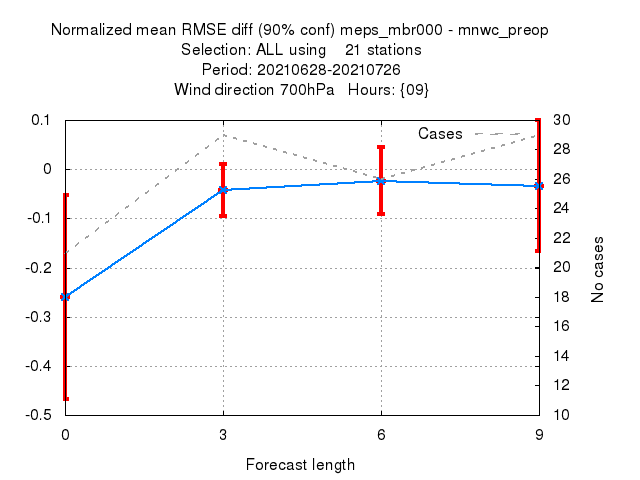 Normalized mean RMSE diff (90% conf) meps_mbr000 - mnwc_preop
Selection: ALL using    21 stations
Period: 20210628-20210726
Wind direction 700hPa   Hours: {09}
Cases
0.1
0
-0.1
-0.2
-0.3
-0.4
-0.5
30
28
26
24
22
20
18
16
14
12
10
No cases
0 3 6 9
Forecast length